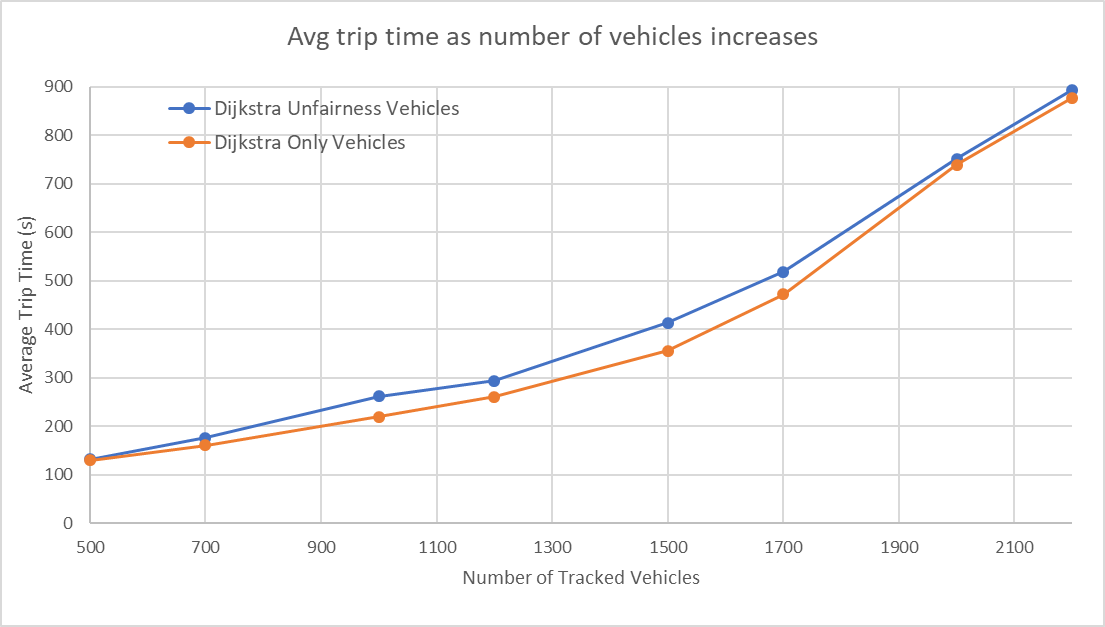 Avg trip time as number of vehicles increases
Dijkstra Unfairness Vehicles
Dijkstra Only Vehicles
Average Trip Time (s)
900
800
700
600
500
400
300
200
100
0
500 700 900 1100 1300 1500 1700 1900 2100
Number of Tracked Vehicles